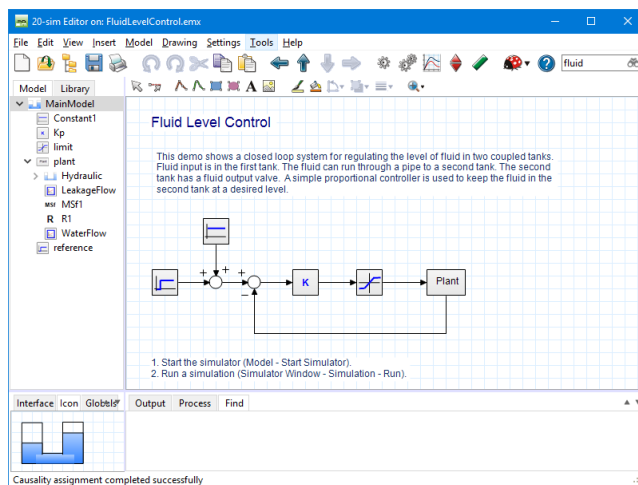 20-sim Editor on: FluidLevelControl.emx
File Edit View Insert Model Drawing Settings Tools Help
fluid
Model Library
MainModel
Constant1
Kp
limit
Plant plant
Hydraulic
LeakageFlow
MSf MSf1
R R1
WaterFlow
reference
A
Fluid Level Control
This demo shows a closed loop system for regulating the level of fluid in two coupled tanks.
Fluid input is in the first tank. The fluid can run through a pipe to a second tank. The second
tank has a fluid output valve. A simple proportional controller is used to keep the fluid in the
second tank at a desired level.
+ + + −
K
Plant
1. Start the simulator (Model - Start Simulator).
2. Run a simulation (Simulator Window - Simulation - Run).
Interface Icon Globals
Output Process Find
Causality assignment completed successfully